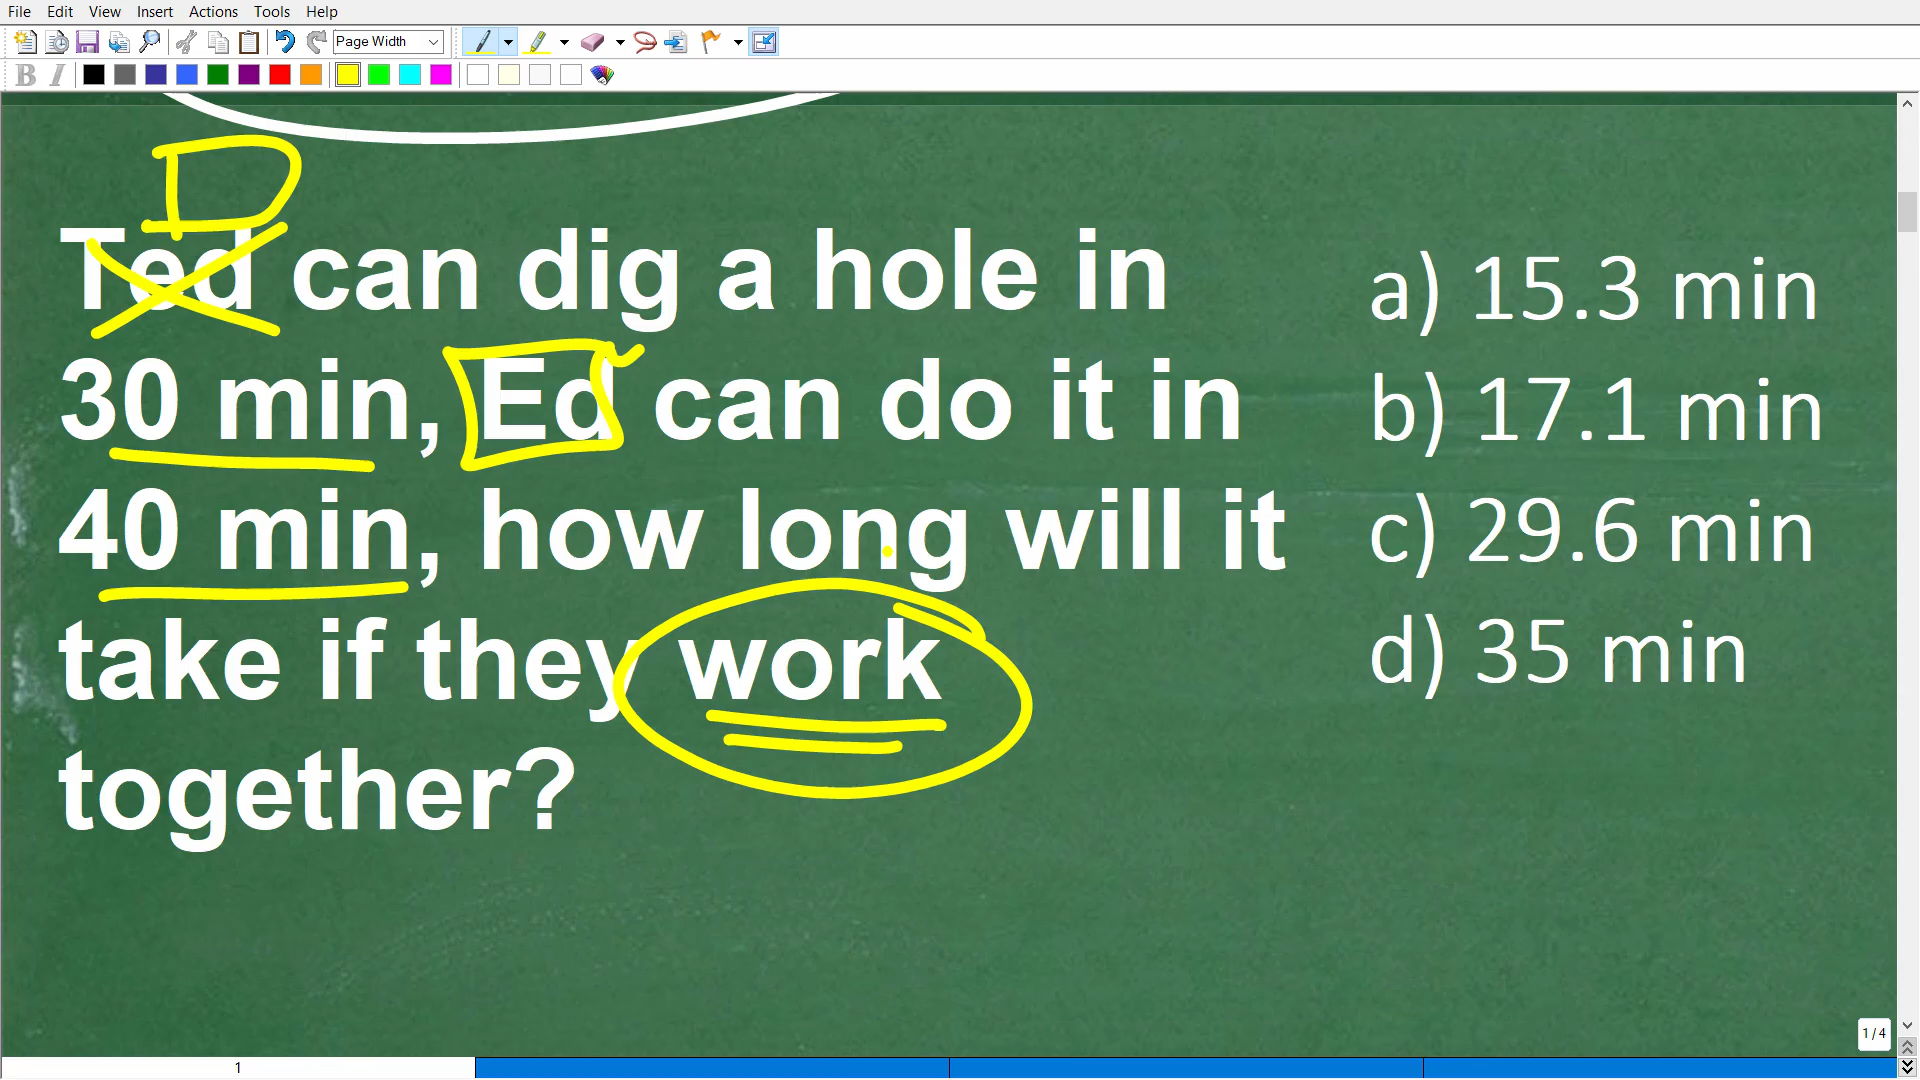 File Edit View Insert Actions Tools Help
Page Width
B I
D
Ted can dig a hole in
30 min, Ed can do it in
40 min, how long will it
take if they work
together?
a) 15.3 min
b) 17.1 min
c) 29.6 min
d) 35 min
1 / 4
1